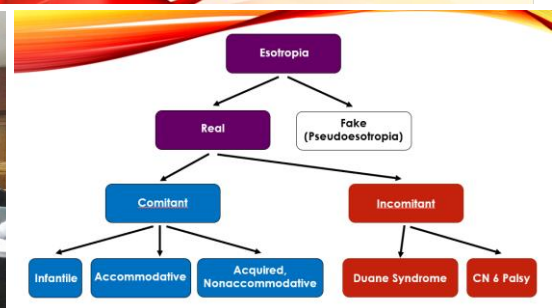 Esotropia
Real
Fake
(Pseudoesotropia)
Comitant
Incomitant
Infantile
Accommodative
Acquired,
Nonaccommodative
Duane Syndrome
CN 6 Palsy